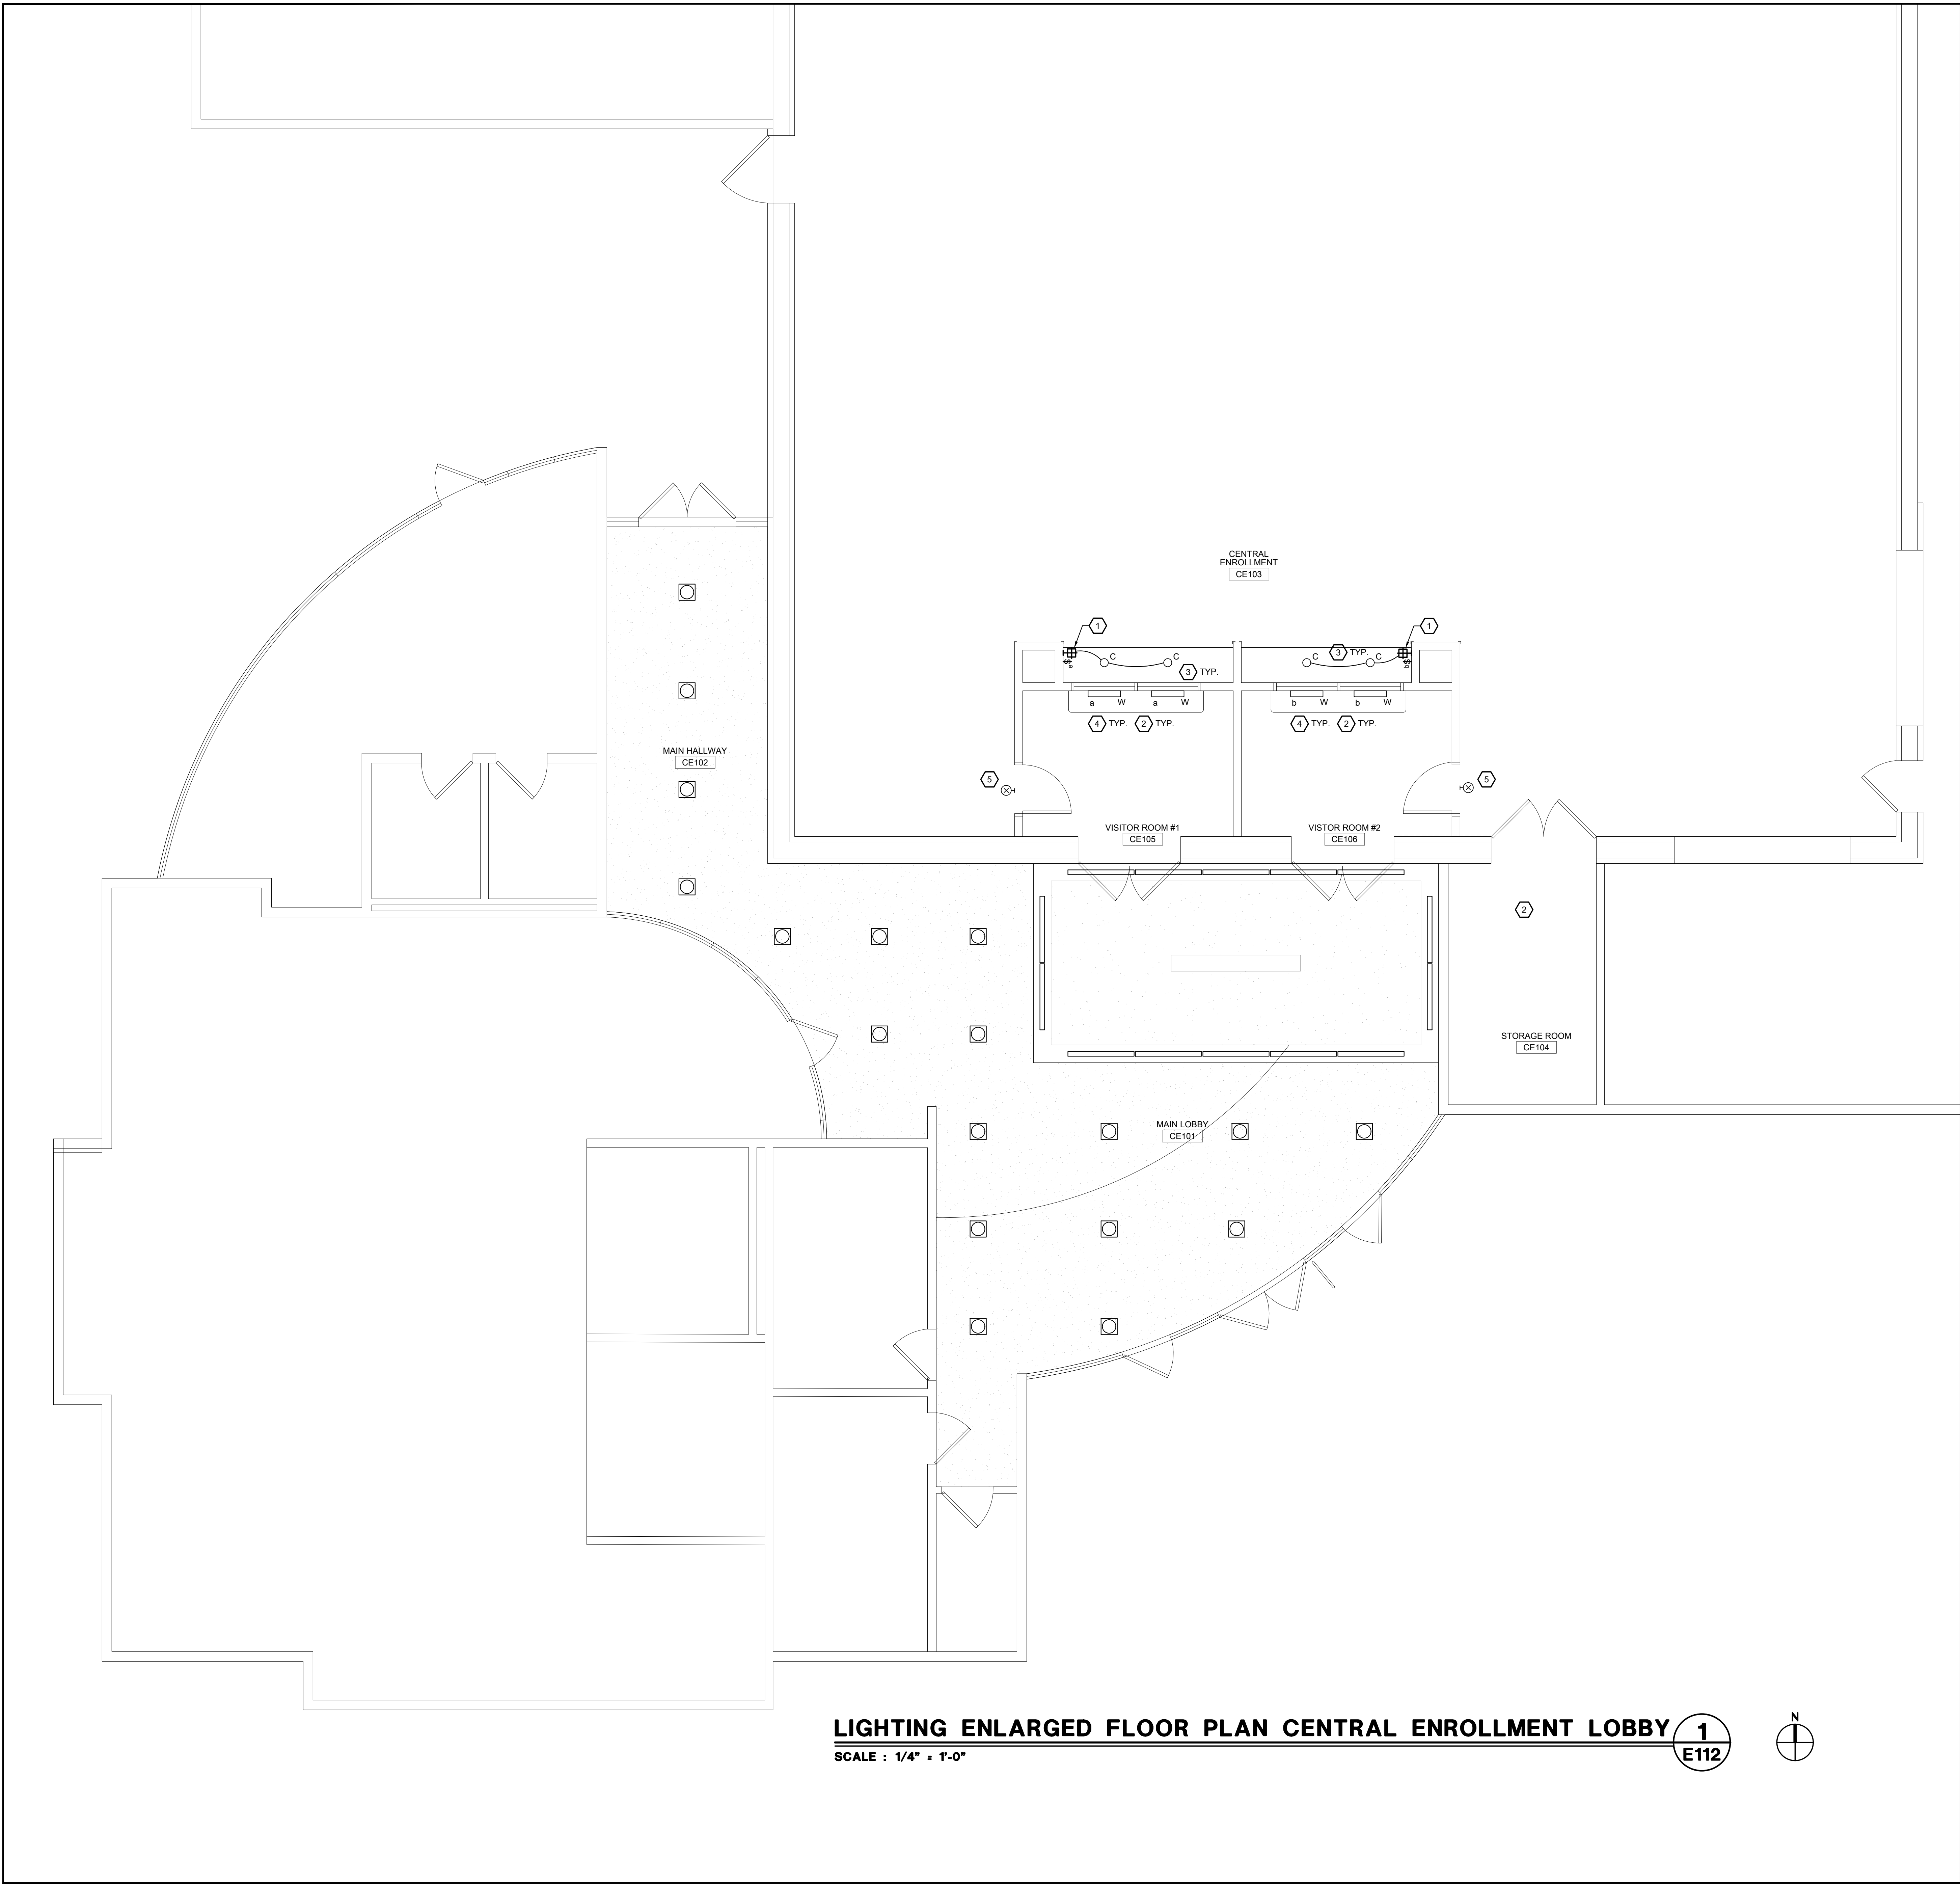 CENTRAL
ENROLLMENT
CE103
1
1
C
C
C
C
3 TYP.
3 TYP.
$
a
$
b
a
W
a
W
b
W
b
W
4 TYP.
2 TYP.
4 TYP.
2 TYP.
MAIN HALLWAY
CE102
5
5
VISITOR ROOM #1
CE105
VISTOR ROOM #2
CE106
2
STORAGE ROOM
CE104
MAIN LOBBY
CE101
LIGHTING ENLARGED FLOOR PLAN CENTRAL ENROLLMENT LOBBY
1
E112
SCALE : 1/4" = 1'-0"
N